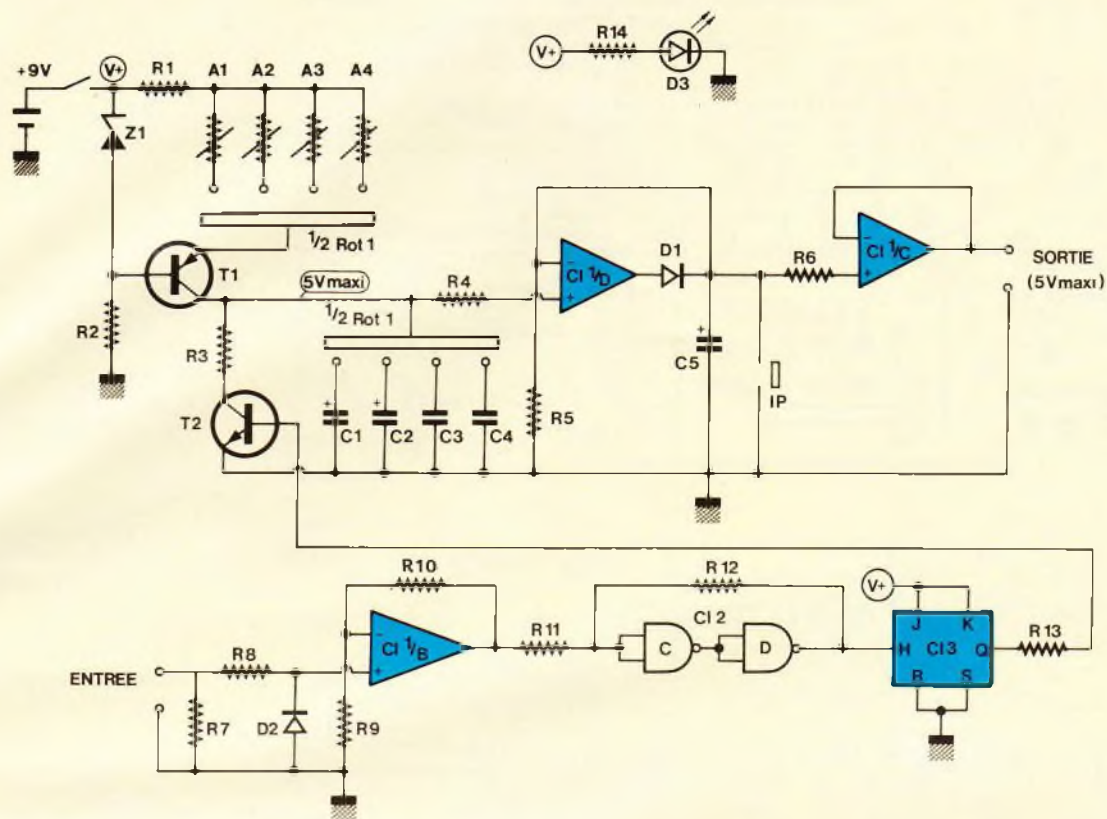 +9V
V+
R1
A1
A2
A3
A4
V+
R14
D3
Z1
1/2 Rot 1
T1
R2
5V maxi
1/2 Rot 1
R3
R4
T2
C1
C2
C3
C4
R5
−
+
CI 1/D
D1
C5
IP
R6
−
+
CI 1/C
SORTIE
(5V maxi)
ENTREE
R8
R7
D2
R9
R10
−
+
CI 1/B
R11
R12
CI 2
C
D
V+
J
K
H
CI3
Q
R
S
R13